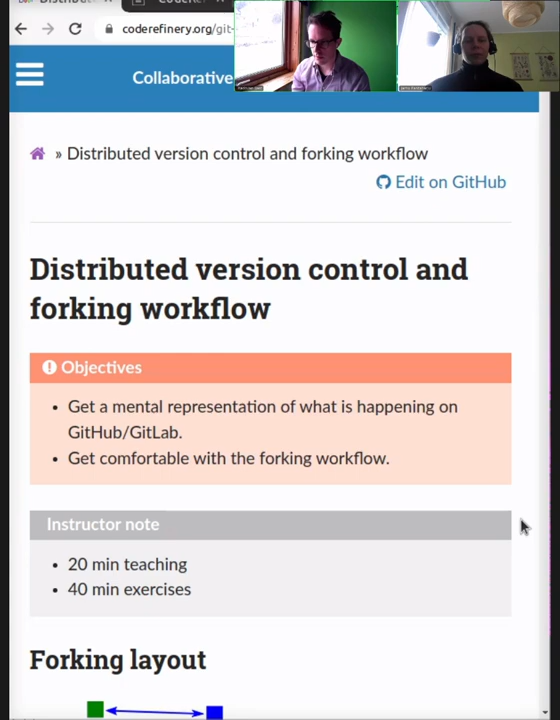 coderefinery.org/git-
Collaborative
» Distributed version control and forking workflow
Edit on GitHub
Distributed version control and
forking workflow
Objectives
• Get a mental representation of what is happening on
GitHub/GitLab.
• Get comfortable with the forking workflow.
Instructor note
• 20 min teaching
• 40 min exercises
Forking layout